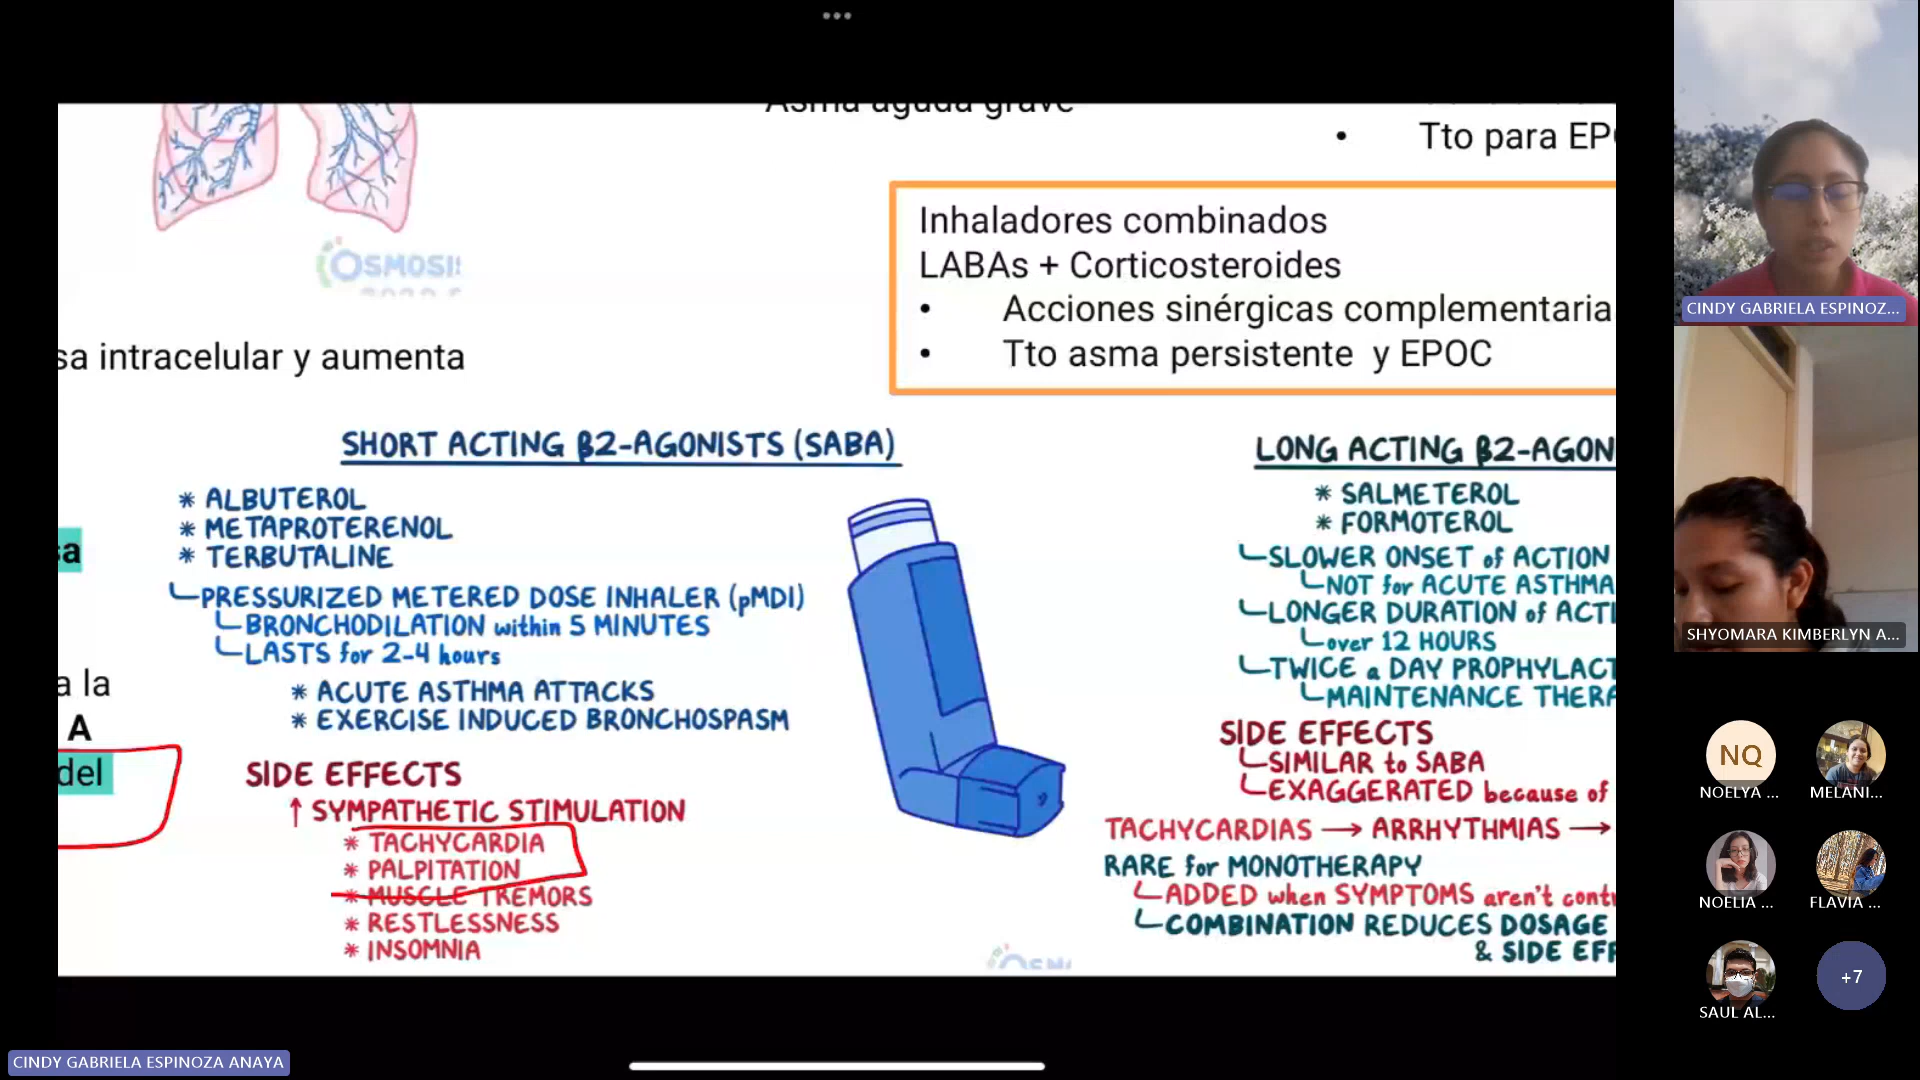 Asma aguda grave
• Tto para EP
Inhaladores combinados
LABAs + Corticosteroides
• Acciones sinérgicas complementaria
• Tto asma persistente y EPOC
OSMOSI
sa intracelular y aumenta
a
a la
A
del
SHORT ACTING β2-AGONISTS (SABA)
* ALBUTEROL
* METAPROTERENOL
* TERBUTALINE
PRESSURIZED METERED DOSE INHALER (pMDI)
BRONCHODILATION within 5 MINUTES
LASTS for 2-4 hours
* ACUTE ASTHMA ATTACKS
* EXERCISE INDUCED BRONCHOSPASM
SIDE EFFECTS
↑ SYMPATHETIC STIMULATION
* TACHYCARDIA
* PALPITATION
* MUSCLE TREMORS
* RESTLESSNESS
* INSOMNIA
LONG ACTING β2-AGON
* SALMETEROL
* FORMOTEROL
SLOWER ONSET of ACTION
NOT for ACUTE ASTHMA
LONGER DURATION of ACTI
over 12 HOURS
TWICE a DAY PROPHYLACT
MAINTENANCE THERA
SIDE EFFECTS
SIMILAR to SABA
EXAGGERATED because of
TACHYCARDIAS → ARRHYTHMIAS →
RARE for MONOTHERAPY
ADDED when SYMPTOMS aren't cont
COMBINATION REDUCES DOSAGE
& SIDE EFF
CINDY GABRIELA ESPINOZ...
SHYOMARA KIMBERLYN A...
NQ
NOELYA ...
MELANI...
NOELIA ...
FLAVIA ...
SAUL AL...
+7
CINDY GABRIELA ESPINOZA ANAYA